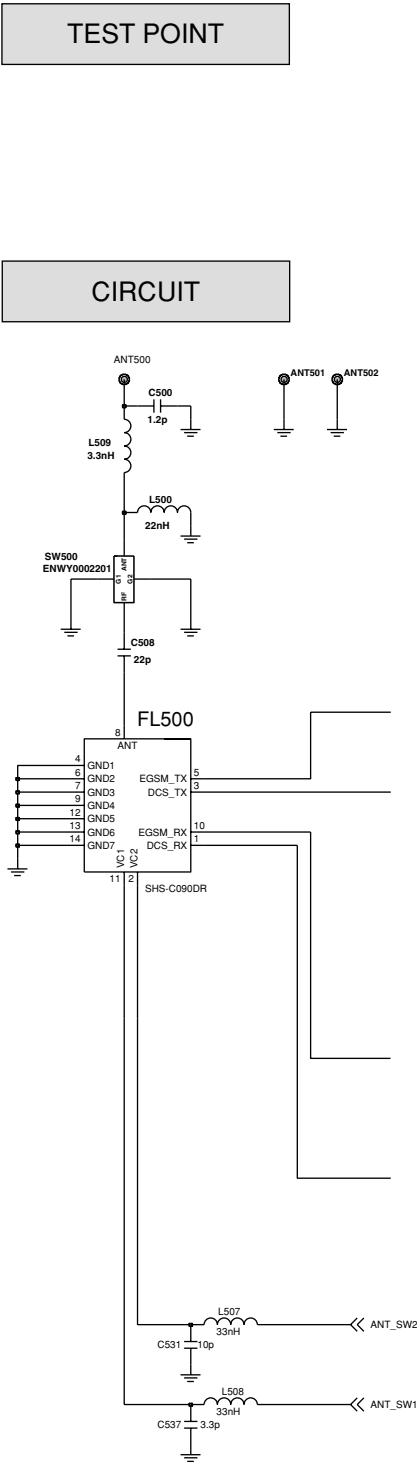 TEST POINT
CIRCUIT
ANT500
C500
1.2p
ANT501
ANT502
L509
3.3nH
L500
22nH
SW500
ENWY0002201
G1
ANT
G2
RF
C508
22p
FL500
8
ANT
4
GND1
6
GND2
7
GND3
9
GND4
12
GND5
13
GND6
14
GND7
EGSM_TX
5
DCS_TX
3
EGSM_RX
10
DCS_RX
1
VC1
VC2
11
2
SHS-C090DR
L507
33nH
ANT_SW2
C531
10p
L508
33nH
ANT_SW1
C537
3.3p